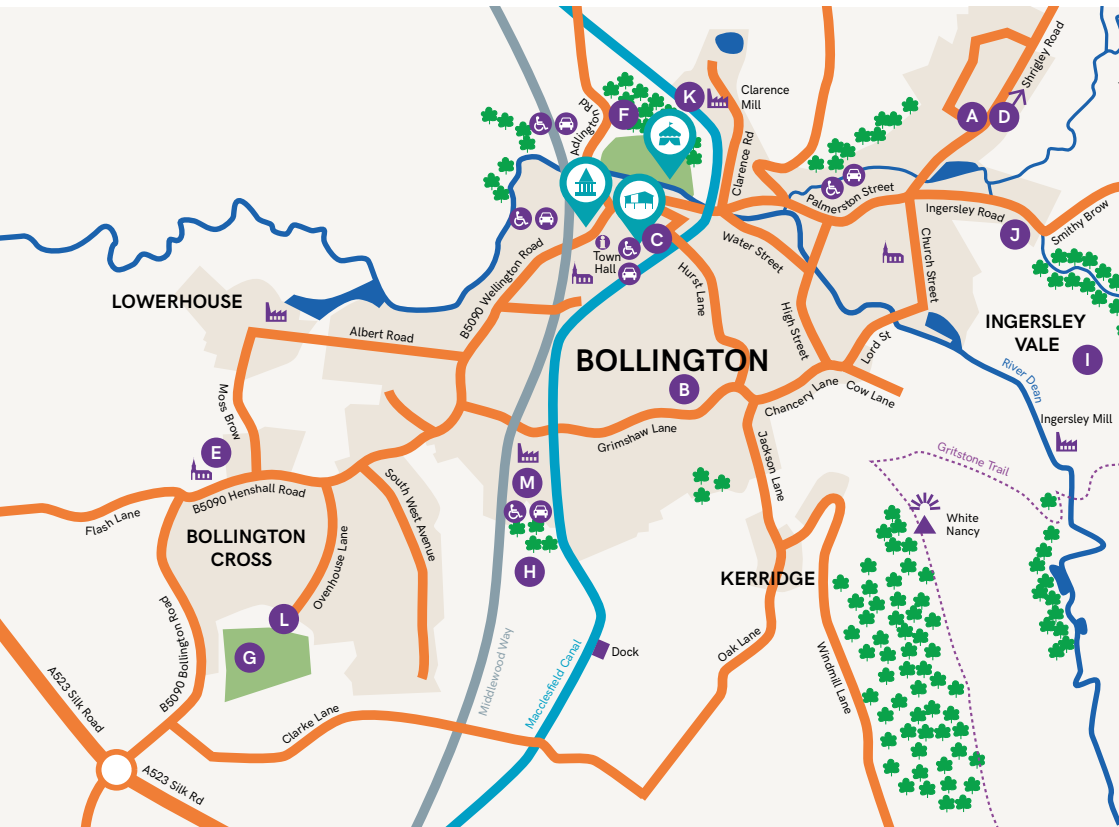 Shrigley Road
Clarence
Mill
K
F
A
D
Adlington Rd
Clarence Rd
Palmerston Street
Ingersley Road
J
Smithy Brow
Church Street
C
i
Town
Hall
Water Street
Hurst Lane
B5090 Wellington Road
LOWERHOUSE
Albert Road
High Street
Lord St
INGERSLEY
VALE
I
BOLLINGTON
B
Chancery Lane
Cow Lane
River Dean
Ingersley Mill
Moss Brow
Grimshaw Lane
Jackson Lane
Gritstone Trail
E
M
B5090 Henshall Road
South West Avenue
Flash Lane
White
Nancy
BOLLINGTON
CROSS
Ovenhouse Lane
H
KERRIDGE
L
G
B5090 Bollington Road
Middlewood Way
Macclesfield Canal
Dock
Oak Lane
Windmill Lane
A523 Silk Road
Clarke Lane
A523 Silk Rd